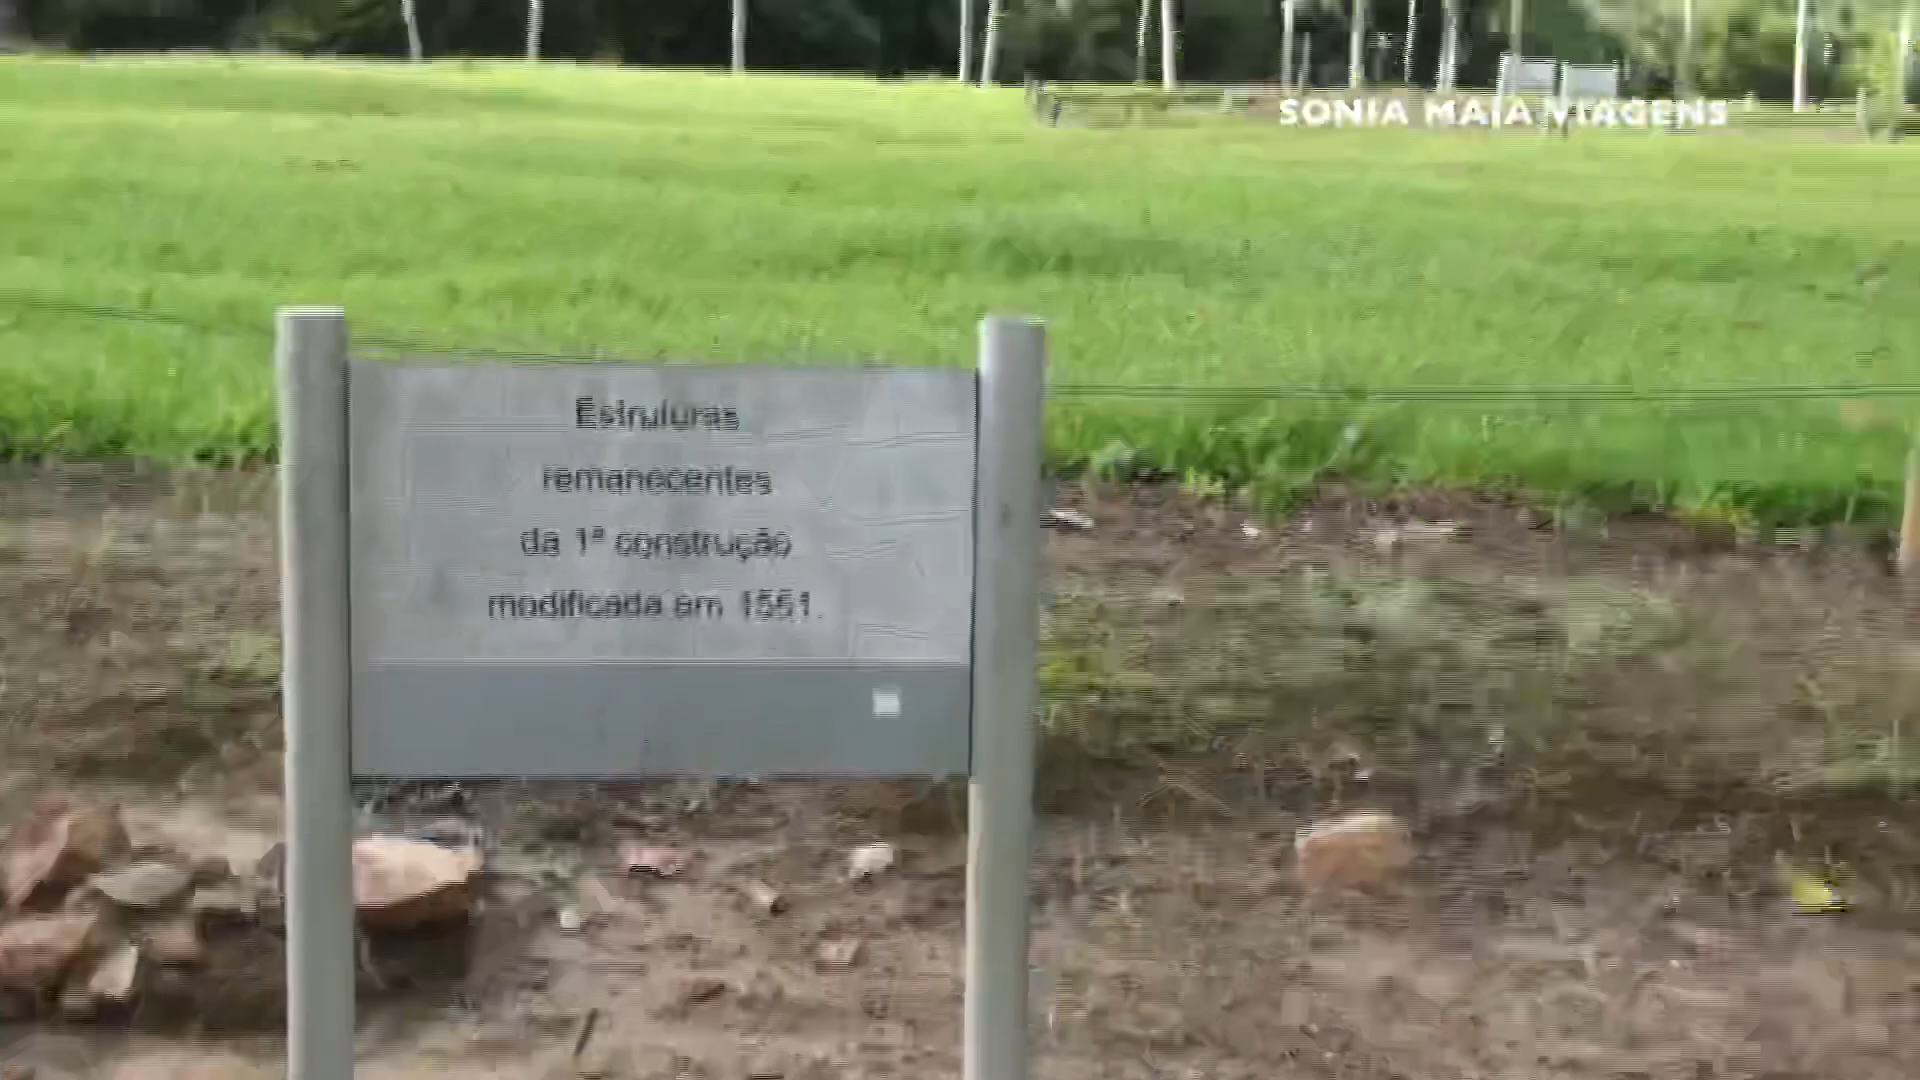 SONIA MAIA VIAGENS
Estruturas
remanecentes
da 1ª construção
modificada em 1551.